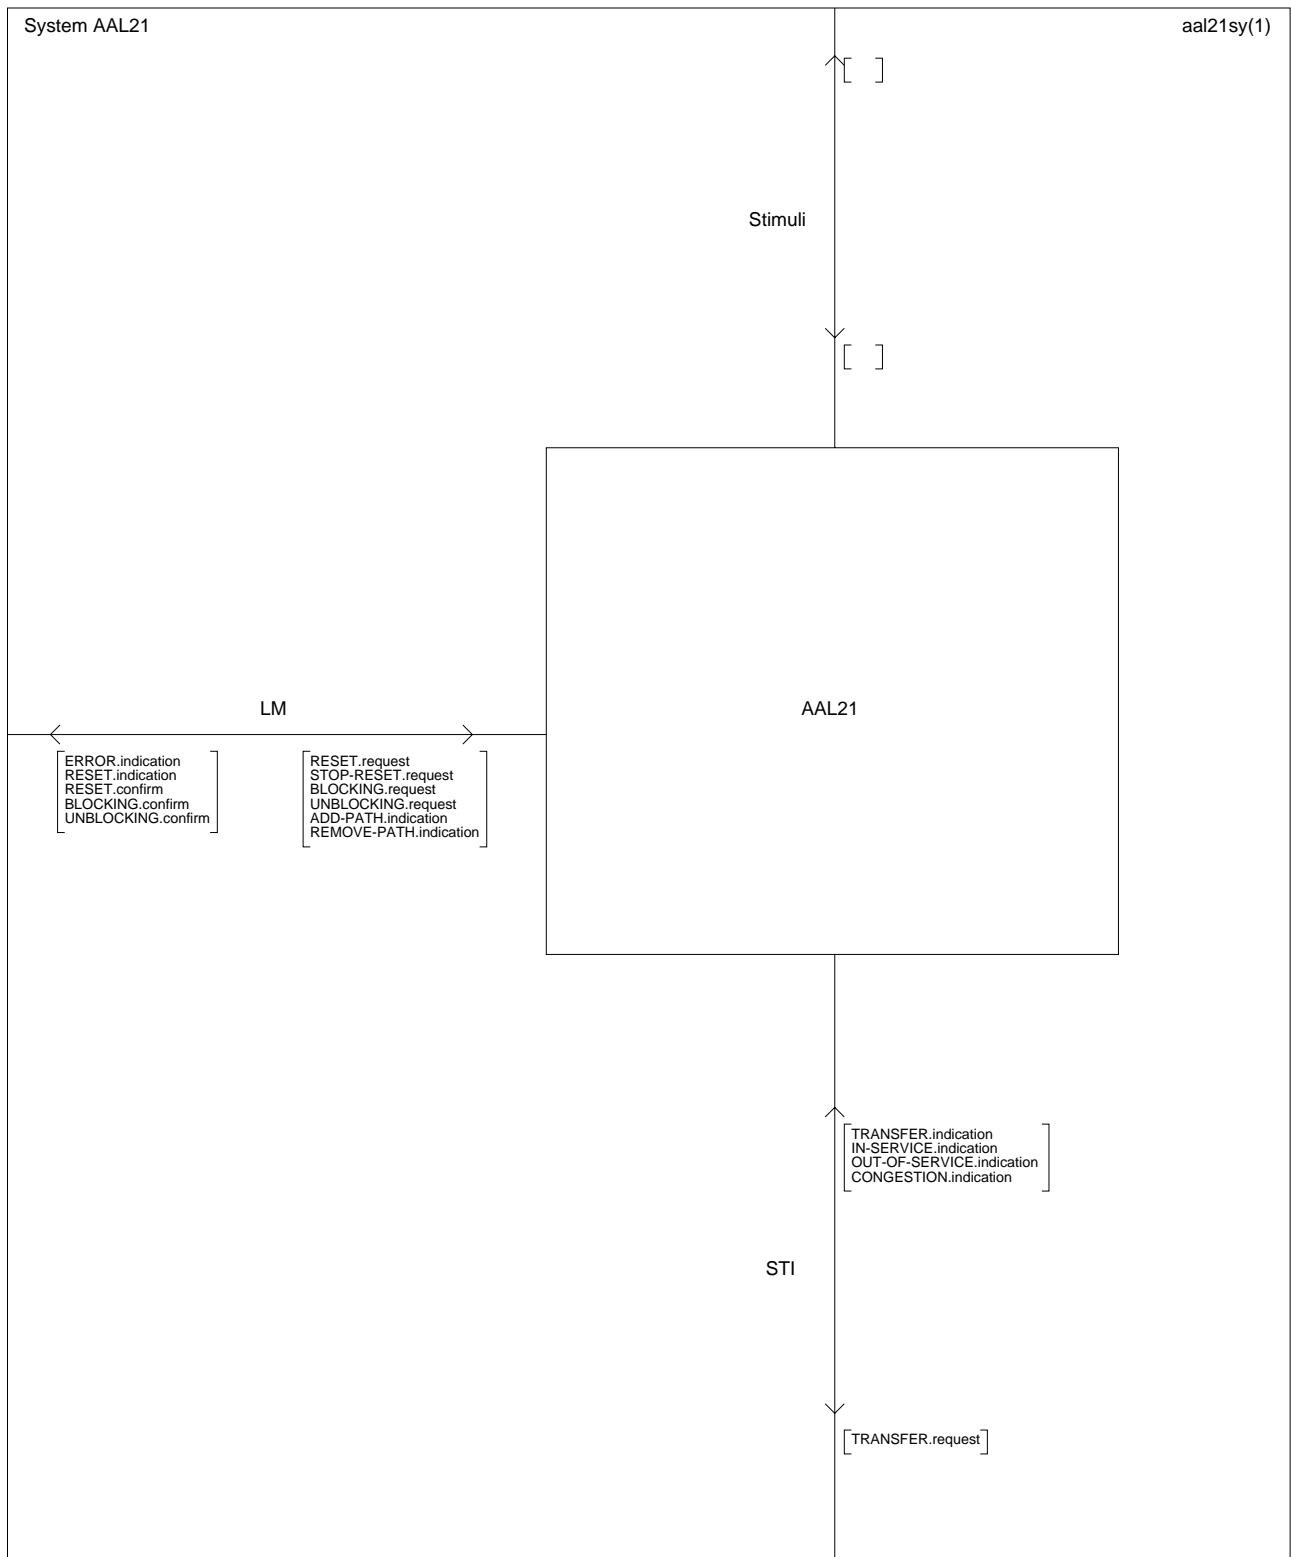 System AAL21
aal21sy(1)
[ ]
Stimuli
[ ]
LM
AAL21
ERROR.indication
RESET.indication
RESET.confirm
BLOCKING.confirm
UNBLOCKING.confirm
RESET.request
STOP-RESET.request
BLOCKING.request
UNBLOCKING.request
ADD-PATH.indication
REMOVE-PATH.indication
TRANSFER.indication
IN-SERVICE.indication
OUT-OF-SERVICE.indication
CONGESTION.indication
STI
TRANSFER.request